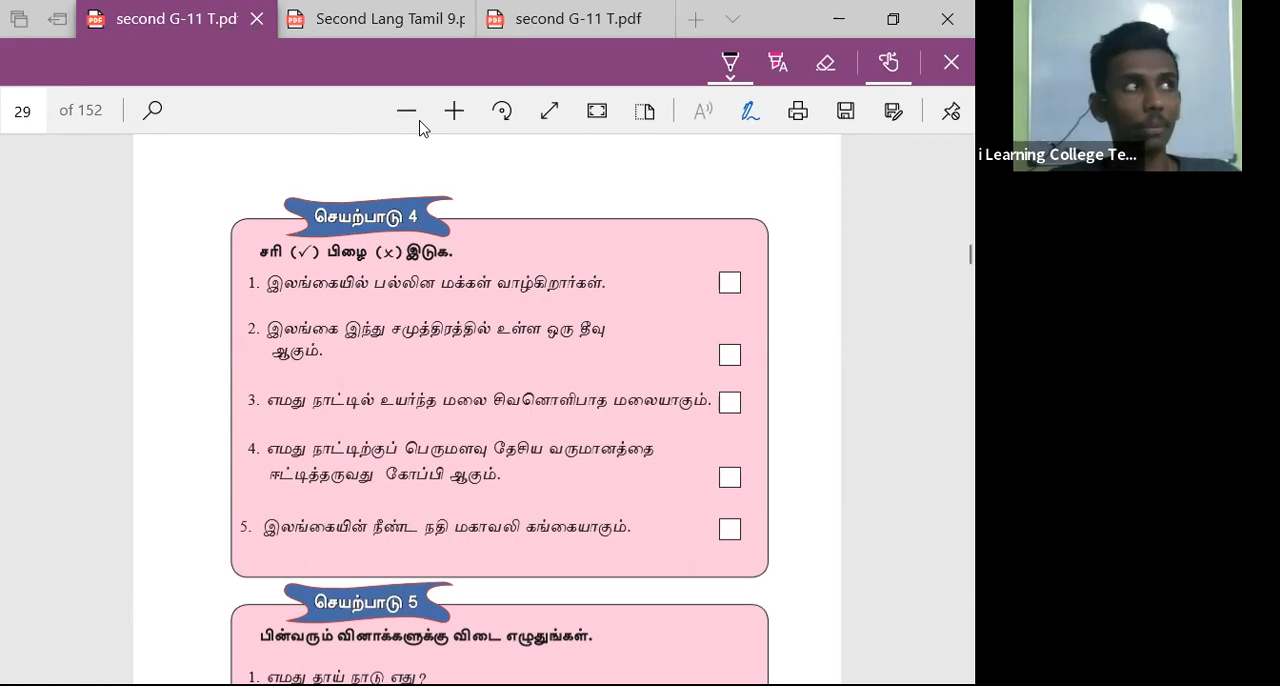 second G-11 T.pd
Second Lang Tamil 9.p
second G-11 T.pdf
29 of 152
i Learning College Te...
செயற்பாடு 4
சரி (✓) பிழை (x) இடுக.
1. இலங்கையில் பல்லின மக்கள் வாழ்கிறார்கள்.
2. இலங்கை இந்து சமுத்திரத்தில் உள்ள ஒரு தீவு
ஆகும்.
3. எமது நாட்டில் உயர்ந்த மலை சிவனொளிபாத மலையாகும்.
4. எமது நாட்டிற்குப் பெருமளவு தேசிய வருமானத்தை
ஈட்டித்தருவது கோப்பி ஆகும்.
5. இலங்கையின் நீண்ட நதி மகாவலி கங்கையாகும்.
செயற்பாடு 5
பின்வரும் வினாக்களுக்கு விடை எழுதுங்கள்.
1. எமது தாய் நாடு எது?